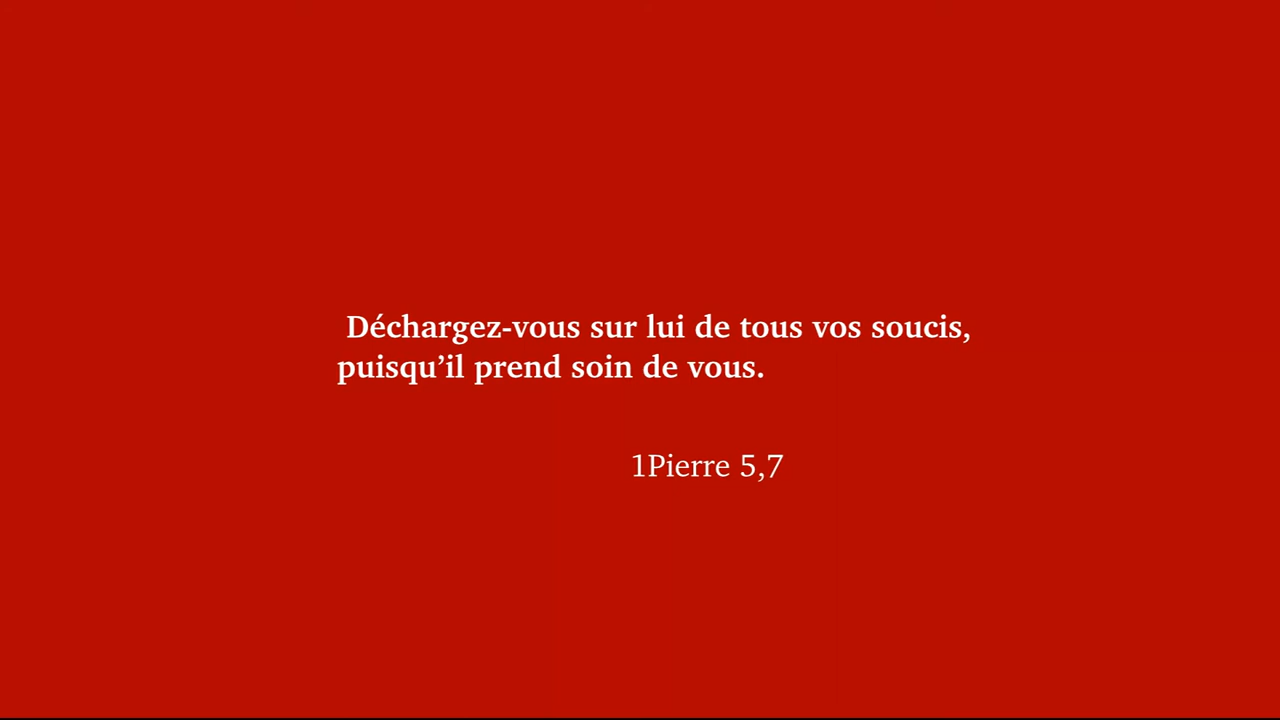 Déchargez-vous sur lui de tous vos soucis,
puisqu’il prend soin de vous.
1Pierre 5,7